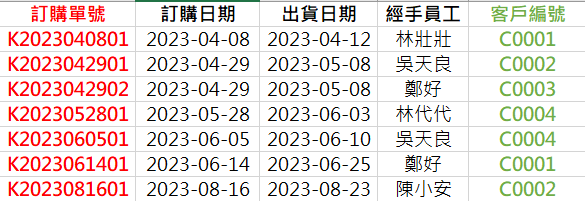 訂購單號 訂購日期 出貨日期 經手員工 客戶編號
K2023040801 2023-04-08 2023-04-12 林壯壯 C0001
K2023042901 2023-04-29 2023-05-08 吳天良 C0002
K2023042902 2023-04-29 2023-05-08 鄭好 C0003
K2023052801 2023-05-28 2023-06-03 林代代 C0004
K2023060501 2023-06-05 2023-06-10 吳天良 C0004
K2023061401 2023-06-14 2023-06-25 鄭好 C0001
K2023081601 2023-08-16 2023-08-23 陳小安 C0002